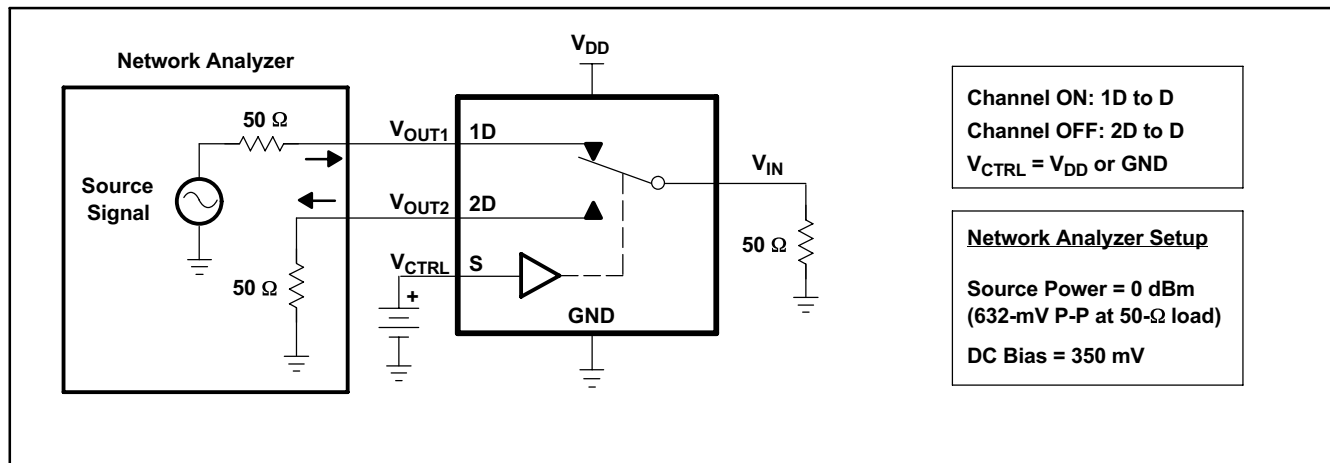 Network Analyzer
50 Ω
Source
Signal
50 Ω
V_OUT1
V_OUT2
V_CTRL
+
V_DD
1D
2D
S
GND
V_IN
50 Ω
Channel ON: 1D to D
Channel OFF: 2D to D
V_CTRL = V_DD or GND
Network Analyzer Setup
Source Power = 0 dBm
(632-mV P-P at 50-Ω load)
DC Bias = 350 mV